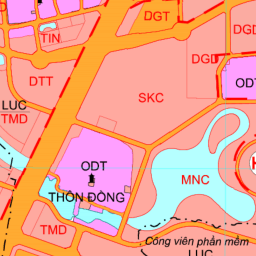 DGT
DGD
TIN
DGD
DTT
ODT
SKC
LUC
TMD
ODT
MNC
THÔN ĐÔNG
TMD
Công viên phần mềm
LUC